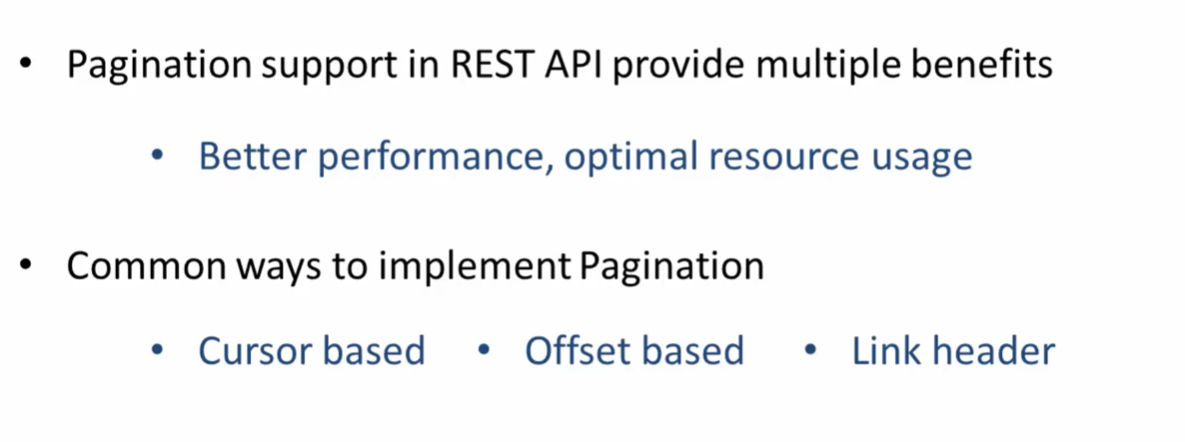 • Pagination support in REST API provide multiple benefits
• Better performance, optimal resource usage
• Common ways to implement Pagination
• Cursor based • Offset based • Link header